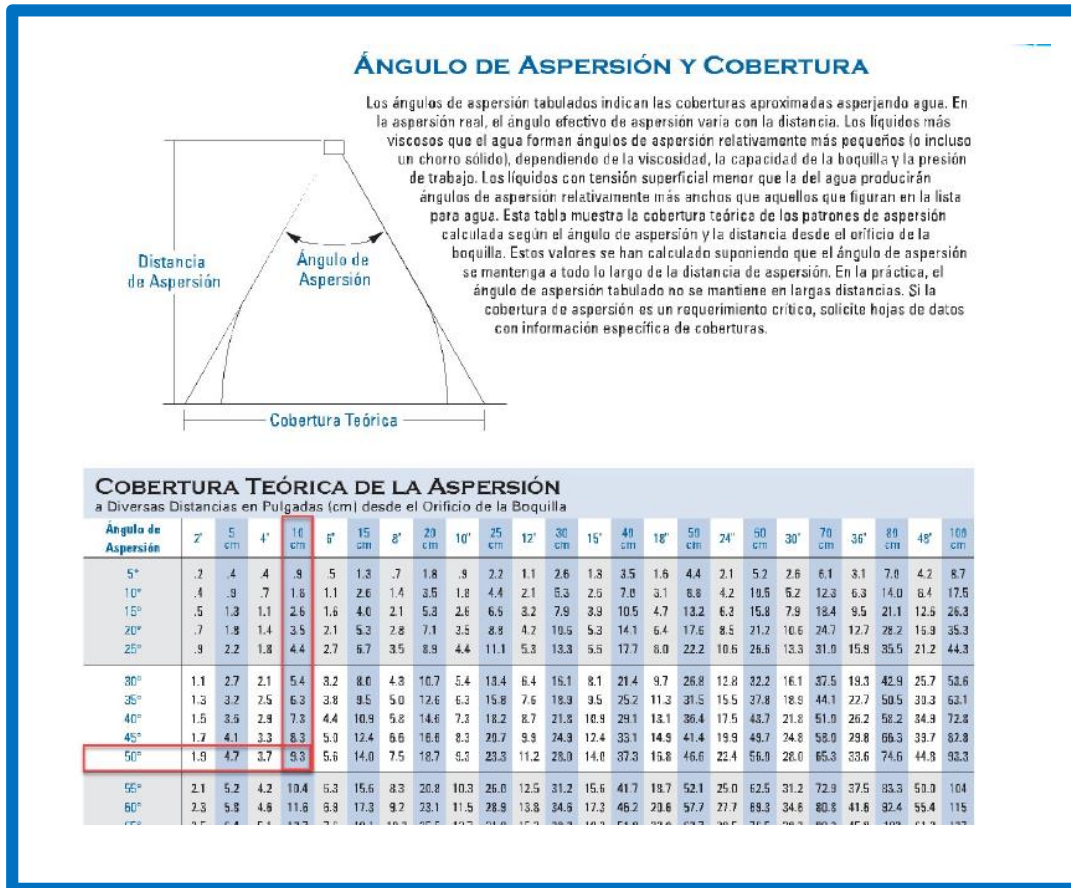 ÁNGULO DE ASPERSIÓN Y COBERTURA
Los ángulos de aspersión tabulados indican las coberturas aproximadas asperjando agua. En
la aspersión real, el ángulo efectivo de aspersión varía con la distancia. Los líquidos más
viscosos que el agua forman ángulos de aspersión relativamente más pequeños (o incluso
un chorro sólido), dependiendo de la viscosidad, la capacidad de la boquilla y la presión
de trabajo. Los líquidos con tensión superficial menor que la del agua producirán
ángulos de aspersión relativamente más anchos que aquellos que figuran en la lista
para agua. Esta tabla muestra la cobertura teórica de los patrones de aspersión
calculada según el ángulo de aspersión y la distancia desde el orificio de la
boquilla. Estos valores se han calculado suponiendo que el ángulo de aspersión
se mantenga a todo lo largo de la distancia de aspersión. En la práctica, el
ángulo de aspersión tabulado no se mantiene en largas distancias. Si la
cobertura de aspersión es un requerimiento crítico, solicite hojas de datos
con información específica de coberturas.
Distancia
de Aspersión
Ángulo de
Aspersión
Cobertura Teórica
COBERTURA TEÓRICA DE LA ASPERSIÓN
a Diversas Distancias en Pulgadas (cm) desde el Orificio de la Boquilla
Ángulo de Aspersión 2" 5 cm 4" 10 cm 6" 15 cm 8" 20 cm 10" 25 cm 12" 30 cm 15" 40 cm 18" 50 cm 24" 60 cm 30" 70 cm 36" 80 cm 48" 100 cm
5° .2 .4 .4 .9 .5 1.3 .7 1.8 .9 2.2 1.1 2.6 1.3 3.5 1.6 4.4 2.1 5.2 2.6 6.1 3.1 7.0 4.2 8.7
10° .4 .9 .7 1.8 1.1 2.6 1.4 3.5 1.8 4.4 2.1 5.3 2.6 7.0 3.1 8.8 4.2 10.5 5.2 12.3 6.3 14.0 8.4 17.5
15° .5 1.3 1.1 2.6 1.6 4.0 2.1 5.3 2.6 6.6 3.2 7.9 3.9 10.5 4.7 13.2 6.3 15.8 7.9 18.4 9.5 21.1 12.6 26.3
20° .7 1.8 1.4 3.5 2.1 5.3 2.8 7.1 3.5 8.8 4.2 10.6 5.3 14.1 6.4 17.6 8.5 21.2 10.6 24.7 12.7 28.2 16.9 35.3
25° .9 2.2 1.8 4.4 2.7 6.7 3.5 8.9 4.4 11.1 5.3 13.3 6.6 17.7 8.0 22.2 10.6 26.6 13.3 31.0 15.9 35.5 21.2 44.3
30° 1.1 2.7 2.1 5.4 3.2 8.0 4.3 10.7 5.4 13.4 6.4 16.1 8.1 21.4 9.7 26.8 12.8 32.2 16.1 37.5 19.3 42.9 25.7 53.6
35° 1.3 3.2 2.5 6.3 3.8 9.5 5.0 12.6 6.3 15.8 7.6 18.9 9.5 25.2 11.3 31.5 15.5 37.8 18.9 44.1 22.7 50.5 30.3 63.1
40° 1.5 3.6 2.9 7.3 4.4 10.9 5.8 14.6 7.3 18.2 8.7 21.8 10.9 29.1 13.1 36.4 17.5 43.7 21.8 51.0 26.2 58.2 34.9 72.8
45° 1.7 4.1 3.3 8.3 5.0 12.4 6.6 16.6 8.3 20.7 9.9 24.9 12.4 33.1 14.9 41.4 19.9 49.7 24.8 58.0 29.8 66.3 39.7 82.8
50° 1.9 4.7 3.7 9.3 5.6 14.0 7.5 18.7 9.3 23.3 11.2 28.0 14.0 37.3 16.8 46.6 22.4 56.0 28.0 65.3 33.6 74.6 44.8 93.3
55° 2.1 5.2 4.2 10.4 6.3 15.6 8.3 20.8 10.3 26.0 12.5 31.2 15.6 41.7 18.7 52.1 25.0 62.5 31.2 72.9 37.5 83.3 50.0 104
60° 2.3 5.8 4.6 11.6 6.9 17.3 9.2 23.1 11.5 28.9 13.8 34.6 17.3 46.2 20.6 57.7 27.7 69.3 34.6 80.8 41.6 92.4 55.4 115